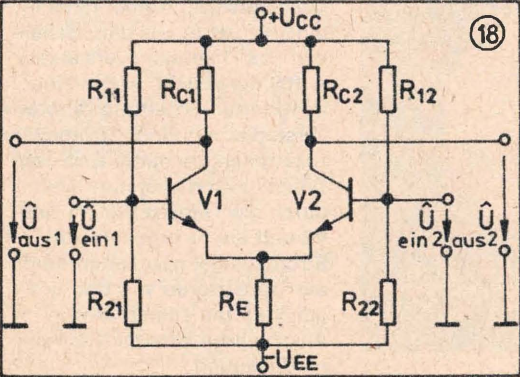 +UCC
18
R11
RC1
RC2
R12
V1
V2
Û aus1
Û ein1
Û ein2
Û aus2
R21
RE
R22
-UEE